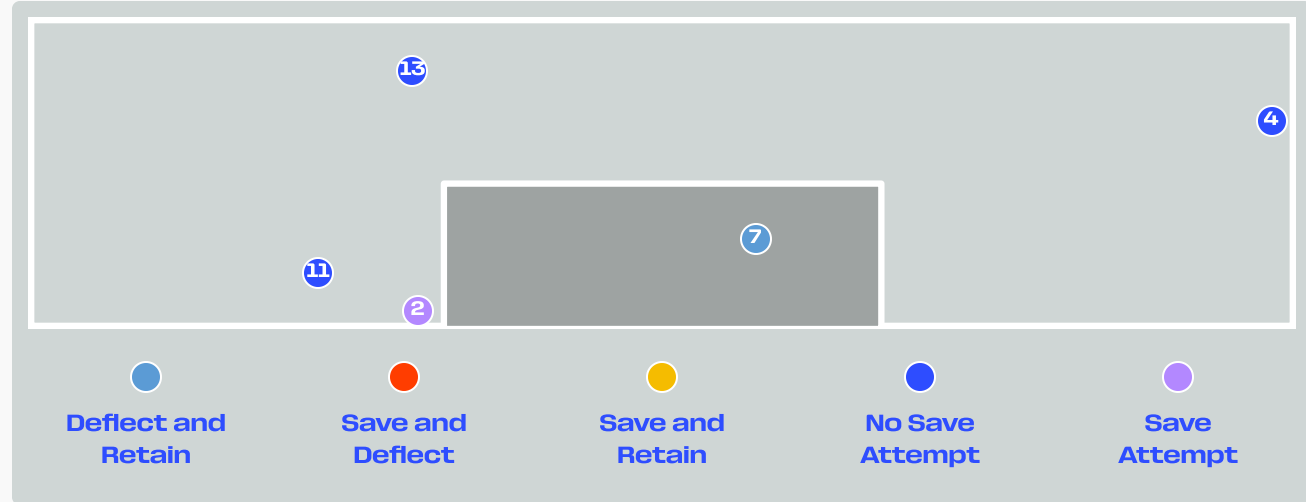 13
4
7
11
2
Deflect and
Retain
Save and
Deflect
Save and
Retain
No Save
Attempt
Save
Attempt